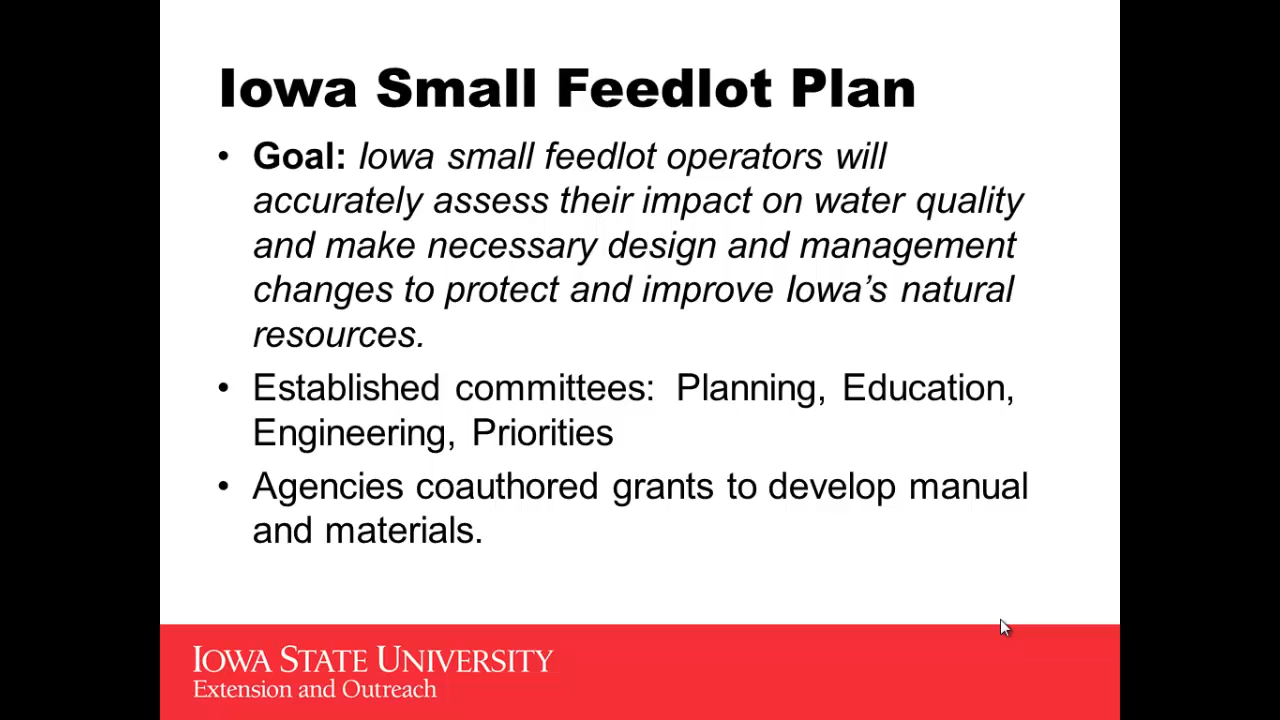 Iowa Small Feedlot Plan
• Goal: Iowa small feedlot operators will
accurately assess their impact on water quality
and make necessary design and management
changes to protect and improve Iowa’s natural
resources.
• Established committees:  Planning, Education,
Engineering, Priorities
• Agencies coauthored grants to develop manual
and materials.
IOWA STATE UNIVERSITY
Extension and Outreach